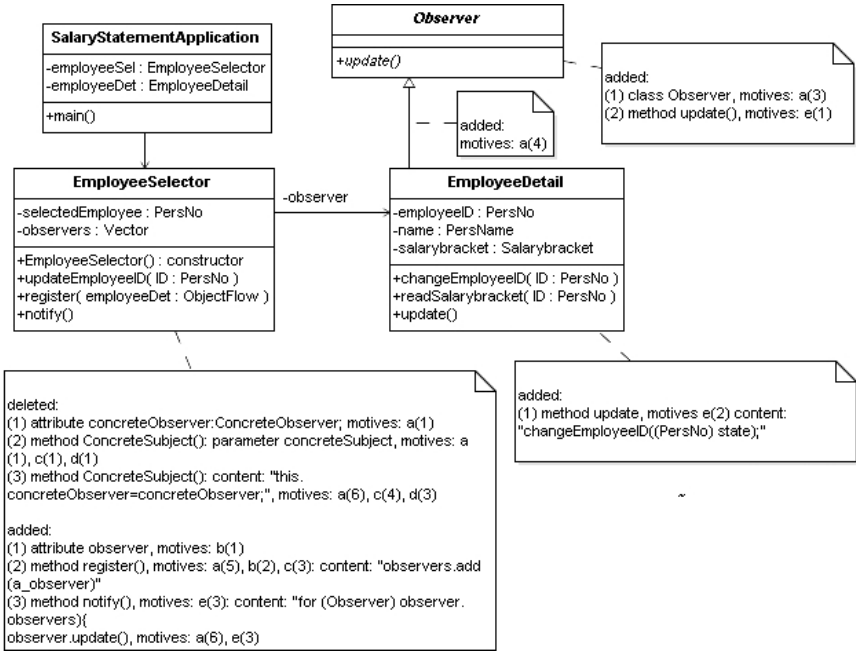 Observer
+update()
SalaryStatementApplication
-employeeSel : EmployeeSelector
-employeeDet : EmployeeDetail
+main()
added:
(1) class Observer, motives: a(3)
(2) method update(), motives: e(1)
added:
motives: a(4)
EmployeeSelector
-selectedEmployee : PersNo
-observers : Vector
+EmployeeSelector() : constructor
+updateEmployeeID( ID : PersNo )
+register( employeeDet : ObjectFlow )
+notify()
-observer
EmployeeDetail
-employeeID : PersNo
-name : PersName
-salarybracket : Salarybracket
+changeEmployeeID( ID : PersNo )
+readSalarybracket( ID : PersNo )
+update()
deleted:
(1) attribute concreteObserver:ConcreteObserver; motives: a(1)
(2) method ConcreteSubject(): parameter concreteSubject, motives: a
(1), c(1), d(1)
(3) method ConcreteSubject(): content: "this.
concreteObserver=concreteObserver;", motives: a(6), c(4), d(3)
added:
(1) attribute observer, motives: b(1)
(2) method register(), motives: a(5), b(2), c(3): content: "observers.add
(a_observer)"
(3) method notify(), motives: e(3): content: "for (Observer) observer.
observers){
observer.update(), motives: a(6), e(3)
added:
(1) method update, motives e(2) content:
"changeEmployeeID((PersNo) state);"
~